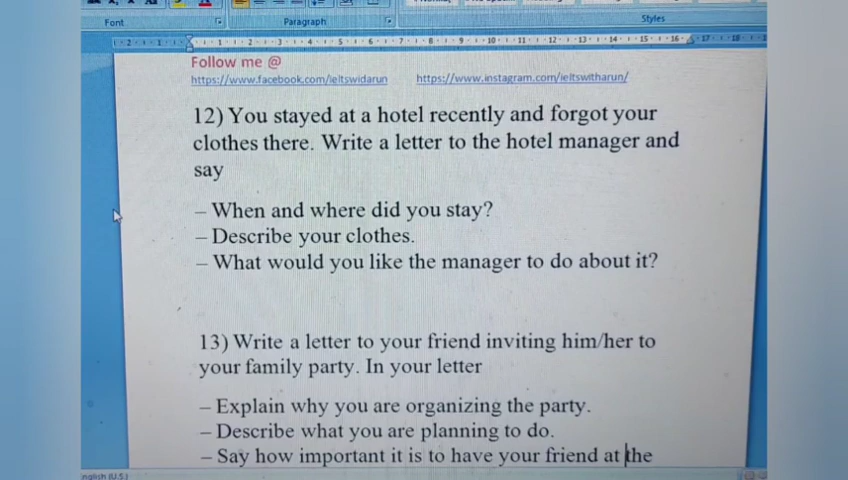 Font
Paragraph
Styles
Follow me @
https://www.facebook.com/ieltswidarun https://www.instagram.com/ieltswitharun/
12) You stayed at a hotel recently and forgot your
clothes there. Write a letter to the hotel manager and
say
– When and where did you stay?
– Describe your clothes.
– What would you like the manager to do about it?
13) Write a letter to your friend inviting him/her to
your family party. In your letter
– Explain why you are organizing the party.
– Describe what you are planning to do.
– Say how important it is to have your friend at the